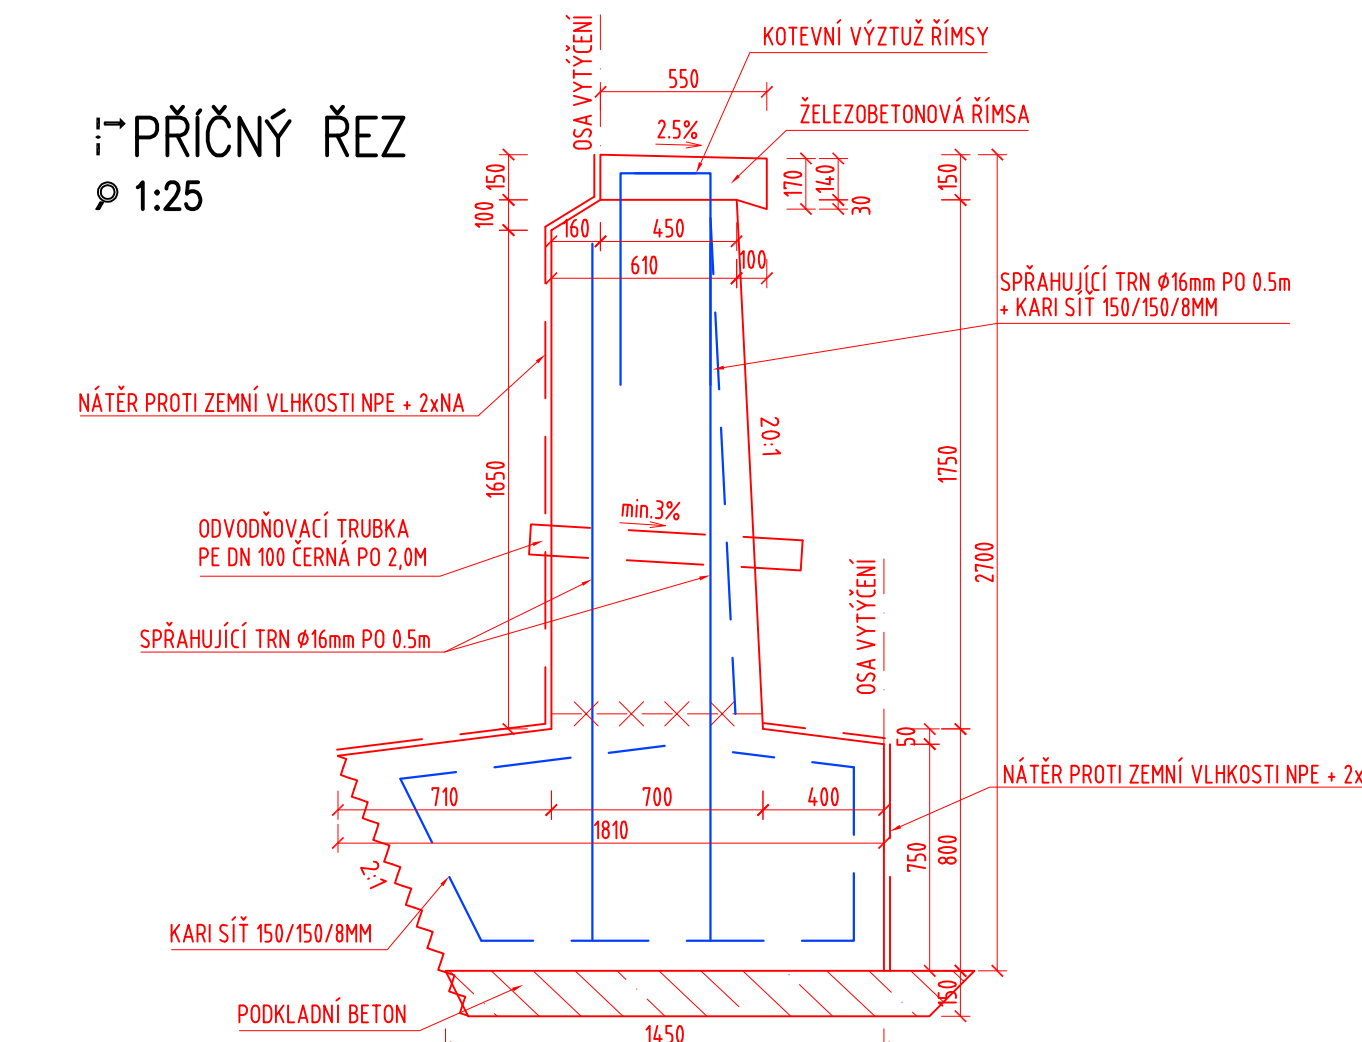 KOTEVNÍ VÝZTUŽ ŘÍMSY
OSA VYTÝČENÍ
550
ŽELEZOBETONOVÁ ŘÍMSA
PŘÍČNÝ ŘEZ
2.5%
1:25
150
100
170
140
30
150
160
450
610
100
SPŘAHUJÍCÍ TRN Ø16mm PO 0.5m
+ KARI SÍŤ 150/150/8MM
NÁTĚR PROTI ZEMNÍ VLHKOSTI NPE + 2xNA
20:1
1650
1750
min.3%
ODVODŇOVACÍ TRUBKA
PE DN 100 ČERNÁ PO 2,0M
2700
OSA VYTÝČENÍ
SPŘAHUJÍCÍ TRN Ø16mm PO 0.5m
50
NÁTĚR PROTI ZEMNÍ VLHKOSTI NPE + 2x
710
700
400
1810
750
800
2:1
KARI SÍŤ 150/150/8MM
150
PODKLADNÍ BETON
1450